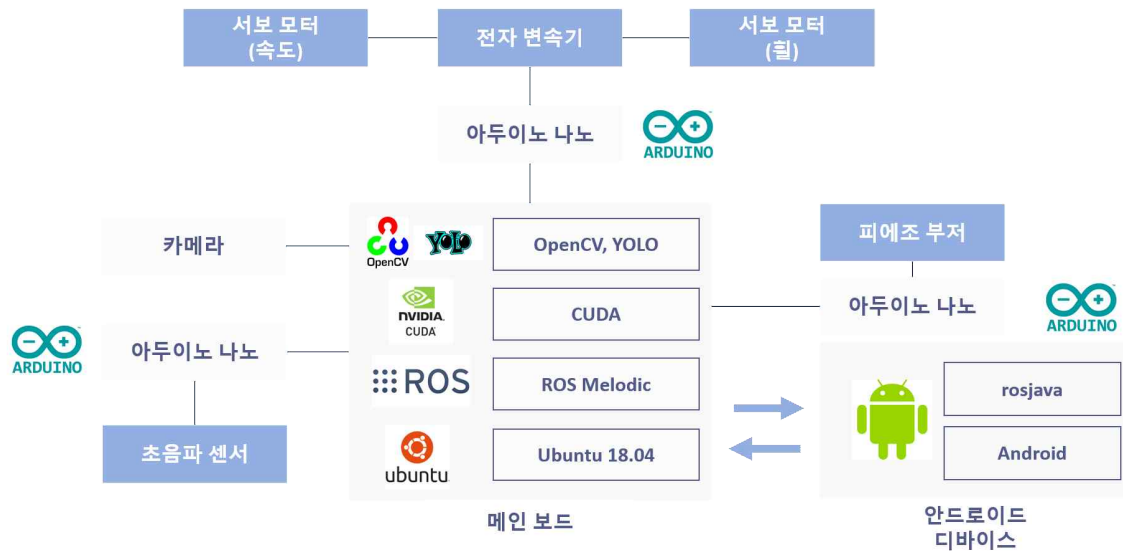 서보 모터
(속도)
전자 변속기
서보 모터
(휠)
아두이노 나노
ARDUINO
카메라
OpenCV
YOLO
OpenCV, YOLO
피에조 부저
NVIDIA
CUDA
CUDA
아두이노 나노
ARDUINO
ARDUINO
아두이노 나노
ROS
ROS Melodic
rosjava
초음파 센서
ubuntu
Ubuntu 18.04
Android
메인 보드
안드로이드
디바이스